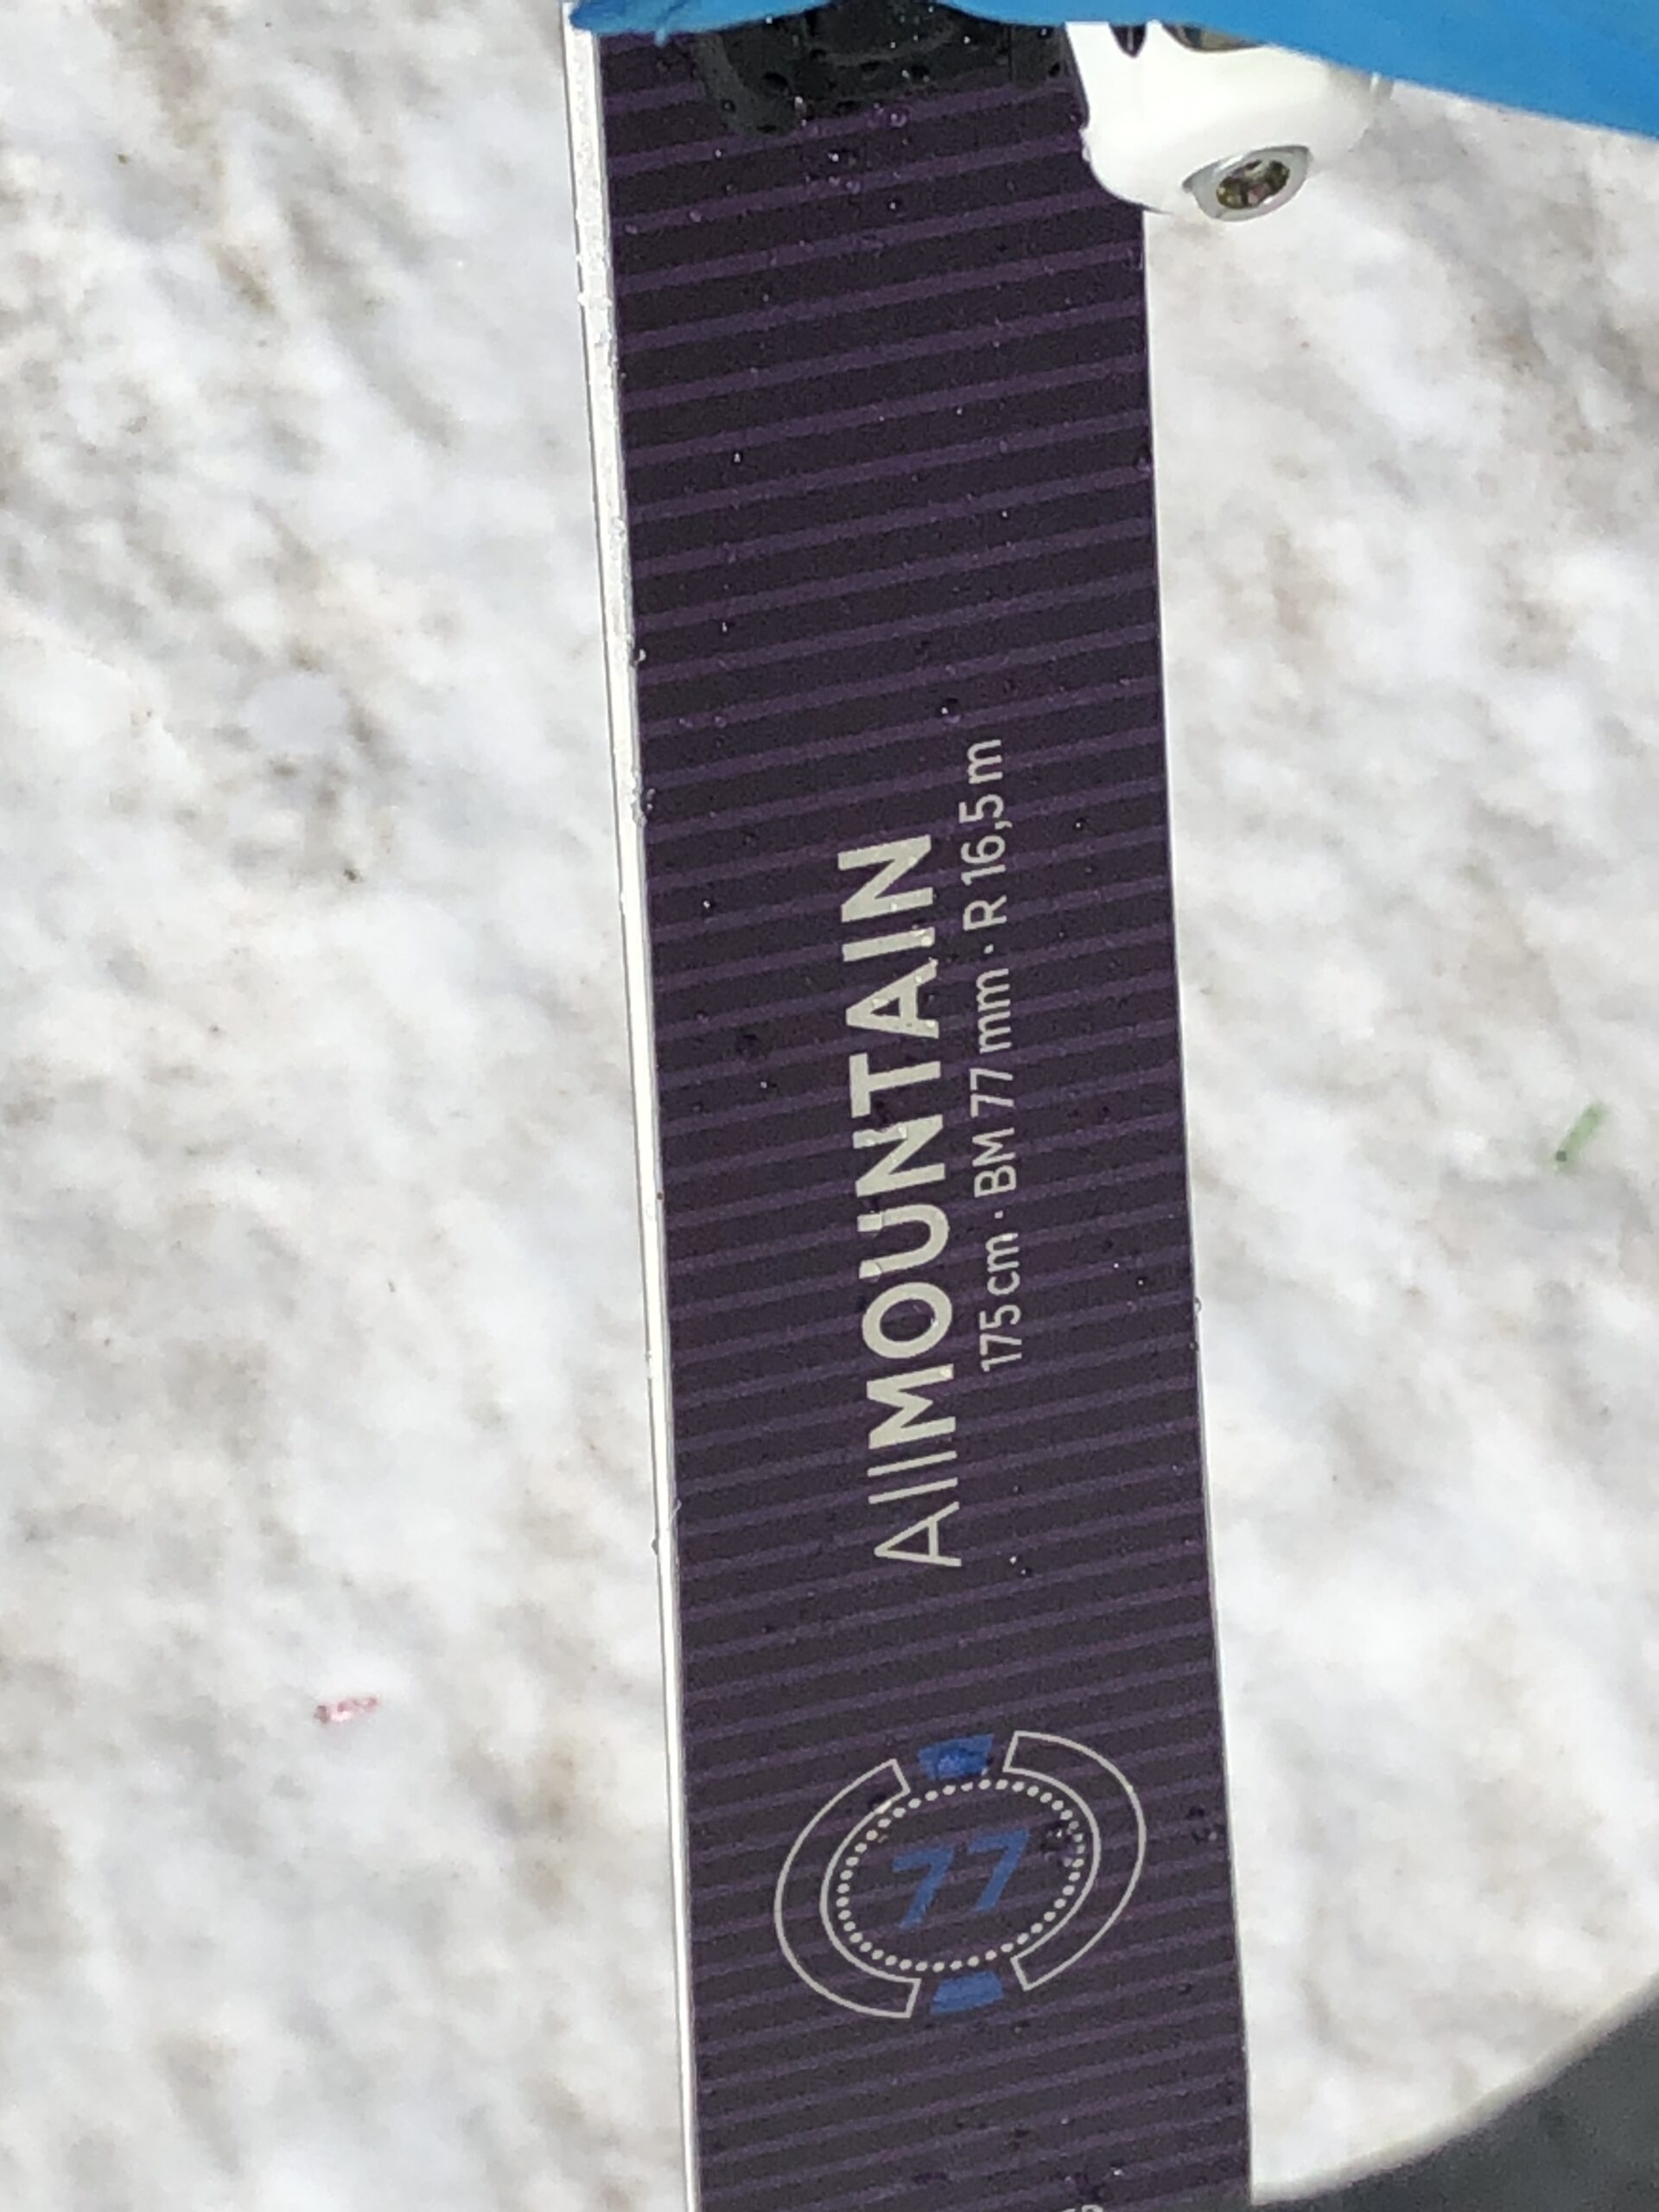 AllMOUNTAIN
175 cm · BM 77 mm · R 16,5 m
77